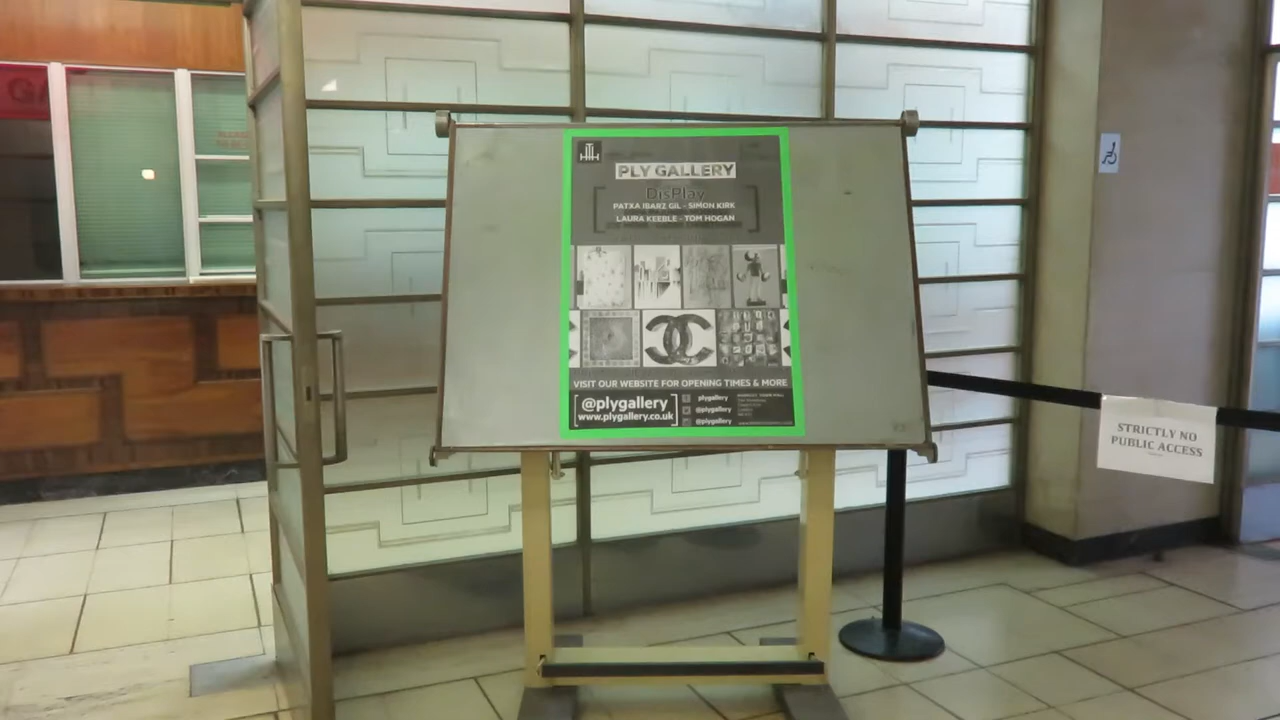 PLY GALLERY
DisPlay
PATXA IBARZ GIL - SIMON KIRK
LAURA KEEBLE - TOM HOGAN
VISIT OUR WEBSITE FOR OPENING TIMES & MORE
@plygallery
www.plygallery.co.uk
plygallery
@plygallery
@plygallery
STRICTLY NO
PUBLIC ACCESS